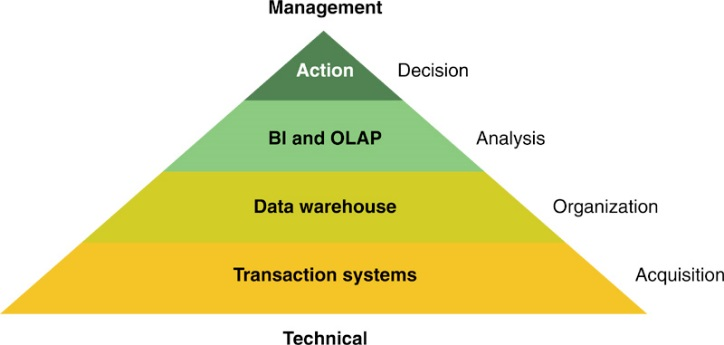 Management
Action
Decision
BI and OLAP
Analysis
Data warehouse
Organization
Transaction systems
Acquisition
Technical